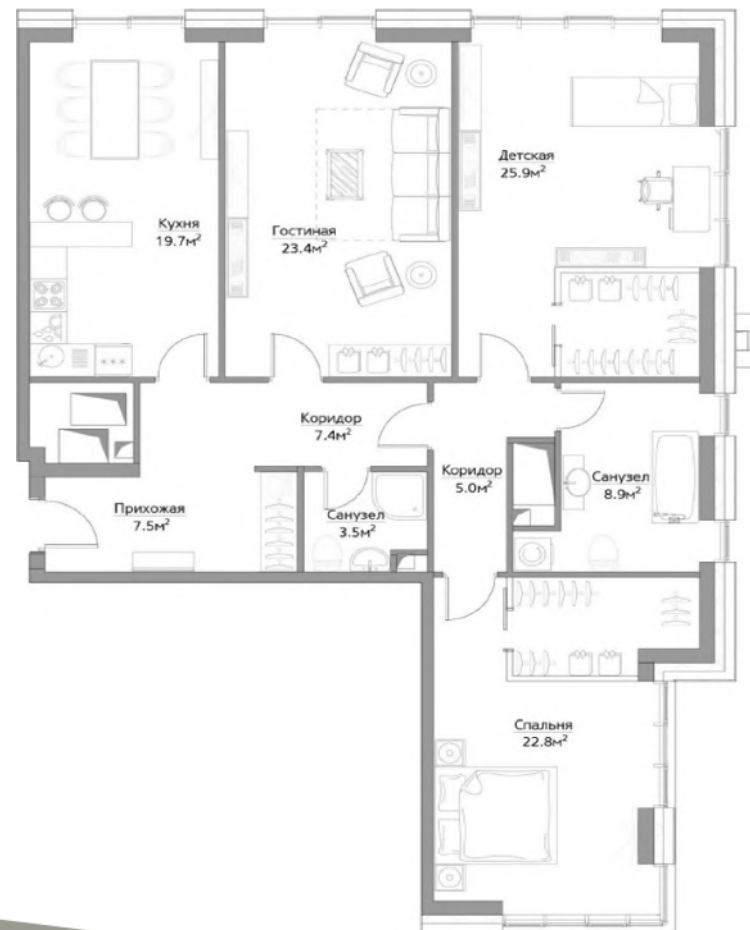 Детская
25.9м²
Кухня
19.7м²
Гостиная
23.4м²
Коридор
7.4м²
Коридор
5.0м²
Санузел
8.9м²
Прихожая
7.5м²
Санузел
3.5м²
Спальня
22.8м²